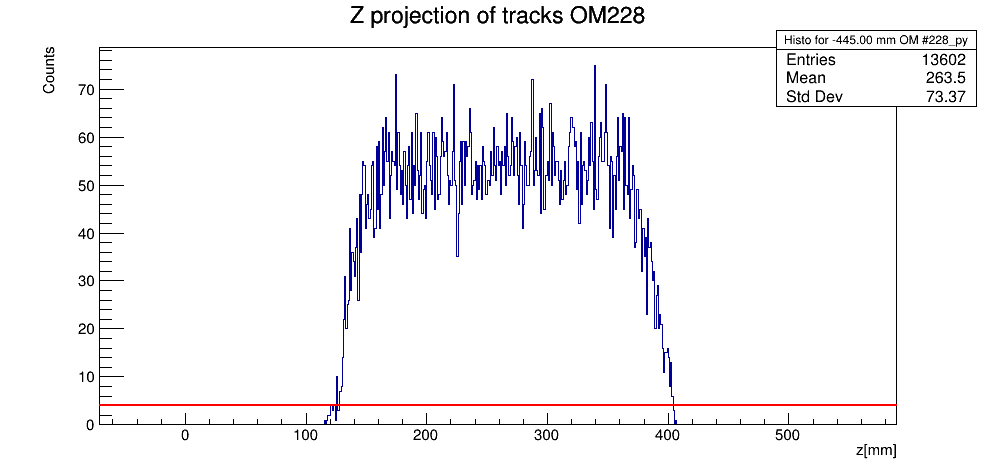 Z projection of tracks OM228
Histo for -445.00 mm OM #228_py
Entries 13602
Mean 263.5
Std Dev 73.37
Counts
70
60
50
40
30
20
10
0
0 100 200 300 400 500
z[mm]